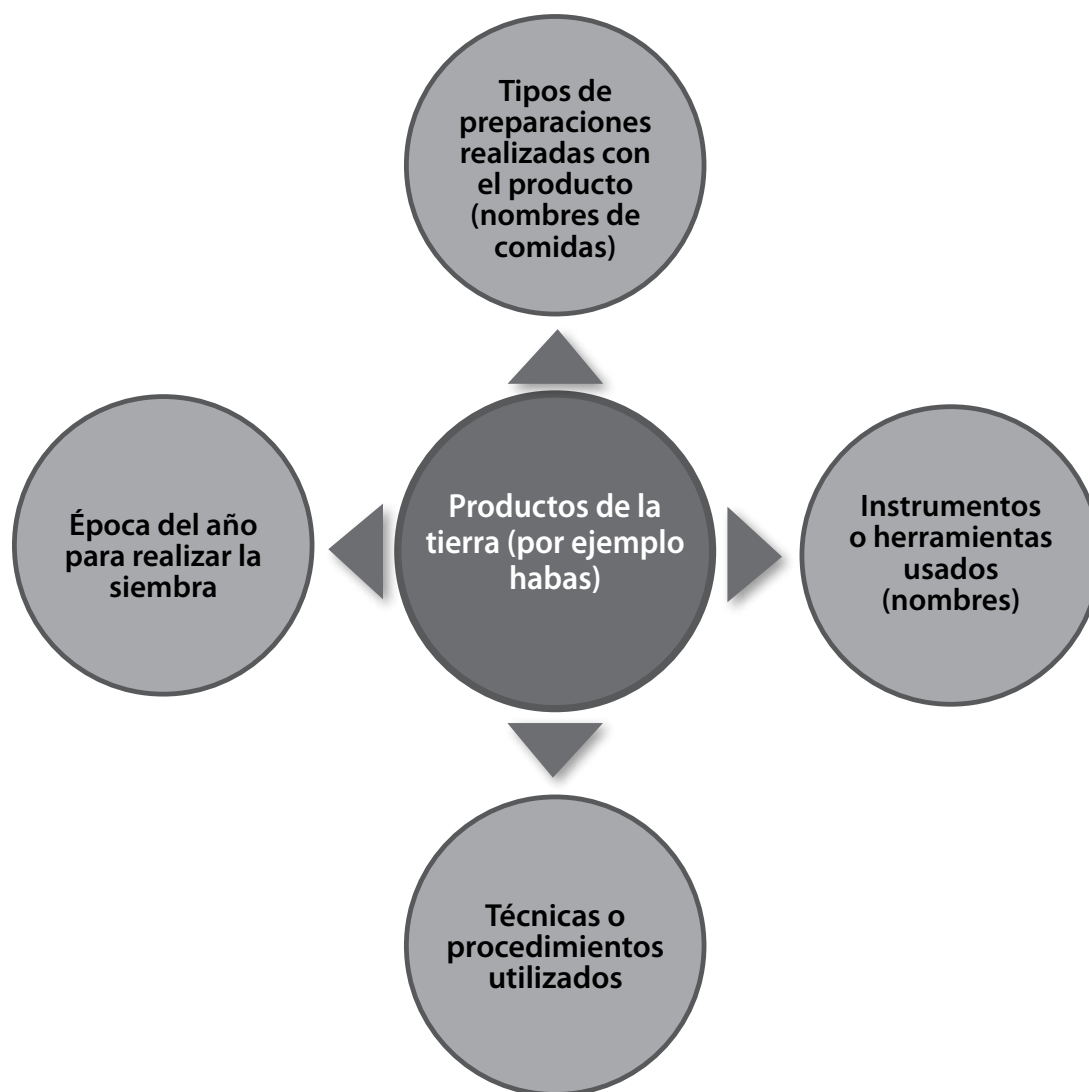 Tipos de
preparaciones
realizadas con
el producto
(nombres de
comidas)
Época del año
para realizar la
siembra
Productos de la
tierra (por ejemplo
habas)
Instrumentos
o herramientas
usados
(nombres)
Técnicas o
procedimientos
utilizados